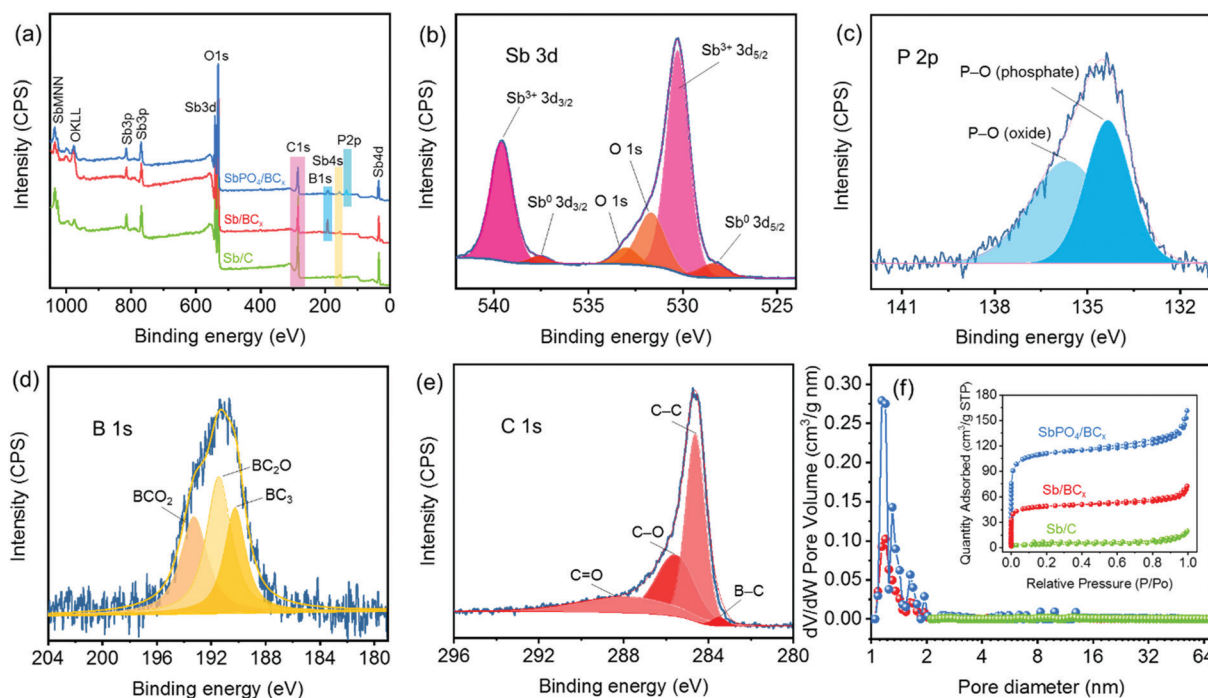 (a)
Intensity (CPS)
SbMNN
OKLL
Sb3p
Sb3p
Sb3d
O1s
C1s
Sb4s
B1s
P2p
Sb4d
SbPO₄/BCₓ
Sb/BCₓ
Sb/C
1000 800 600 400 200 0
Binding energy (eV)
(b)
Intensity (CPS)
Sb 3d
Sb³⁺ 3d₃/₂
Sb³⁺ 3d₅/₂
O 1s
O 1s
Sb⁰ 3d₃/₂
Sb⁰ 3d₅/₂
540 530
Binding energy (eV)
(c)
Intensity (CPS)
P 2p
P–O (phosphate)
P–O (oxide)
141 138 135 132
Binding energy (eV)
(d)
Intensity (CPS)
B 1s
BC₂O
BCO₂
BC₃
204 200 196 192 188 184 180
Binding energy (eV)
(e)
Intensity (CPS)
C 1s
C–C
C–O
C=O
B–C
296 292 288 284 280
Binding energy (eV)
(f)
dV/dW Pore Volume (cm³/g nm)
0.30
0.25
0.20
0.15
0.10
0.05
0.00
1 2 4 8 16 32 64
Pore diameter (nm)
Quantity Adsorbed (cm³/g STP)
180
150
120
90
60
30
0
SbPO₄/BCₓ
Sb/BCₓ
Sb/C
0.0 0.2 0.4 0.6 0.8 1.0
Relative Pressure (P/Po)